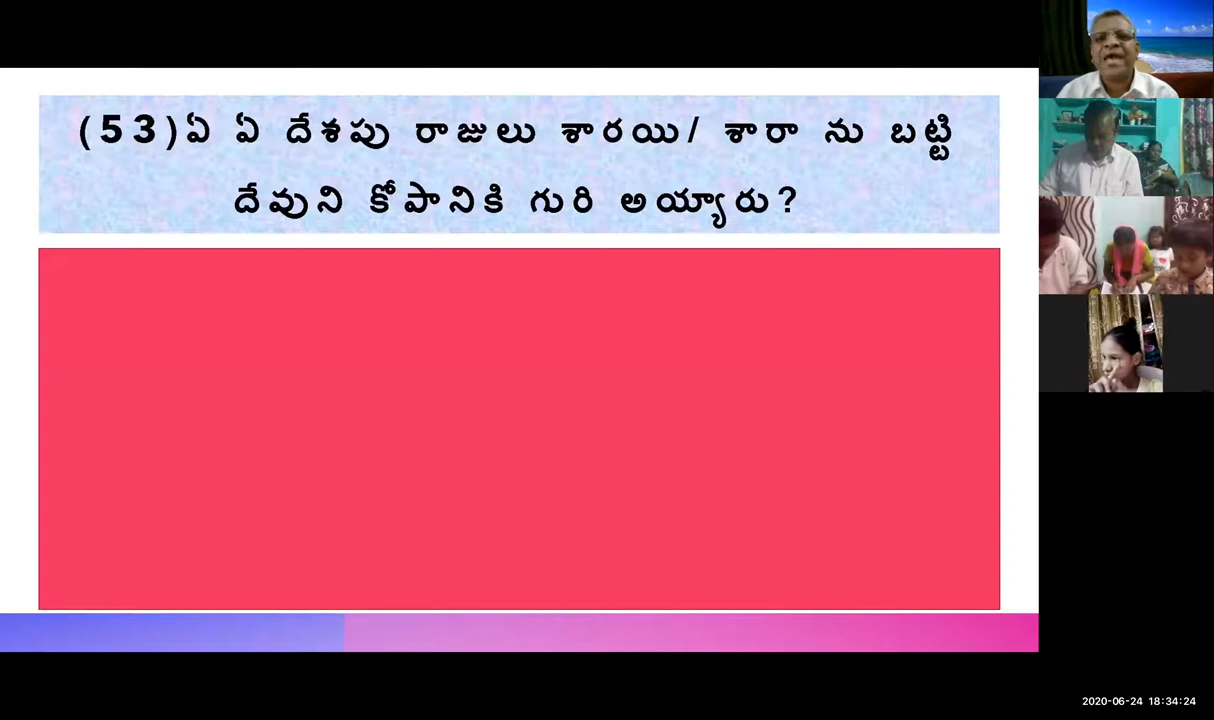 (53)ఏ ఏ దేశపు రాజులు శారయి/ శారా ను బట్టి
దేవుని కోపానికి గురి అయ్యారు?
2020-06-24 18:34:24